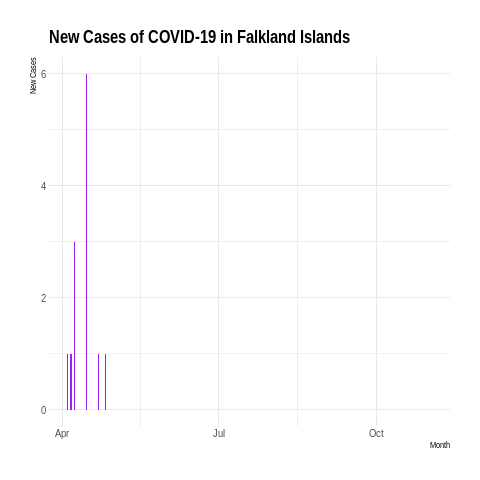 New Cases of COVID-19 in Falkland Islands
New Cases
6
4
2
0
Apr Jul Oct
Month